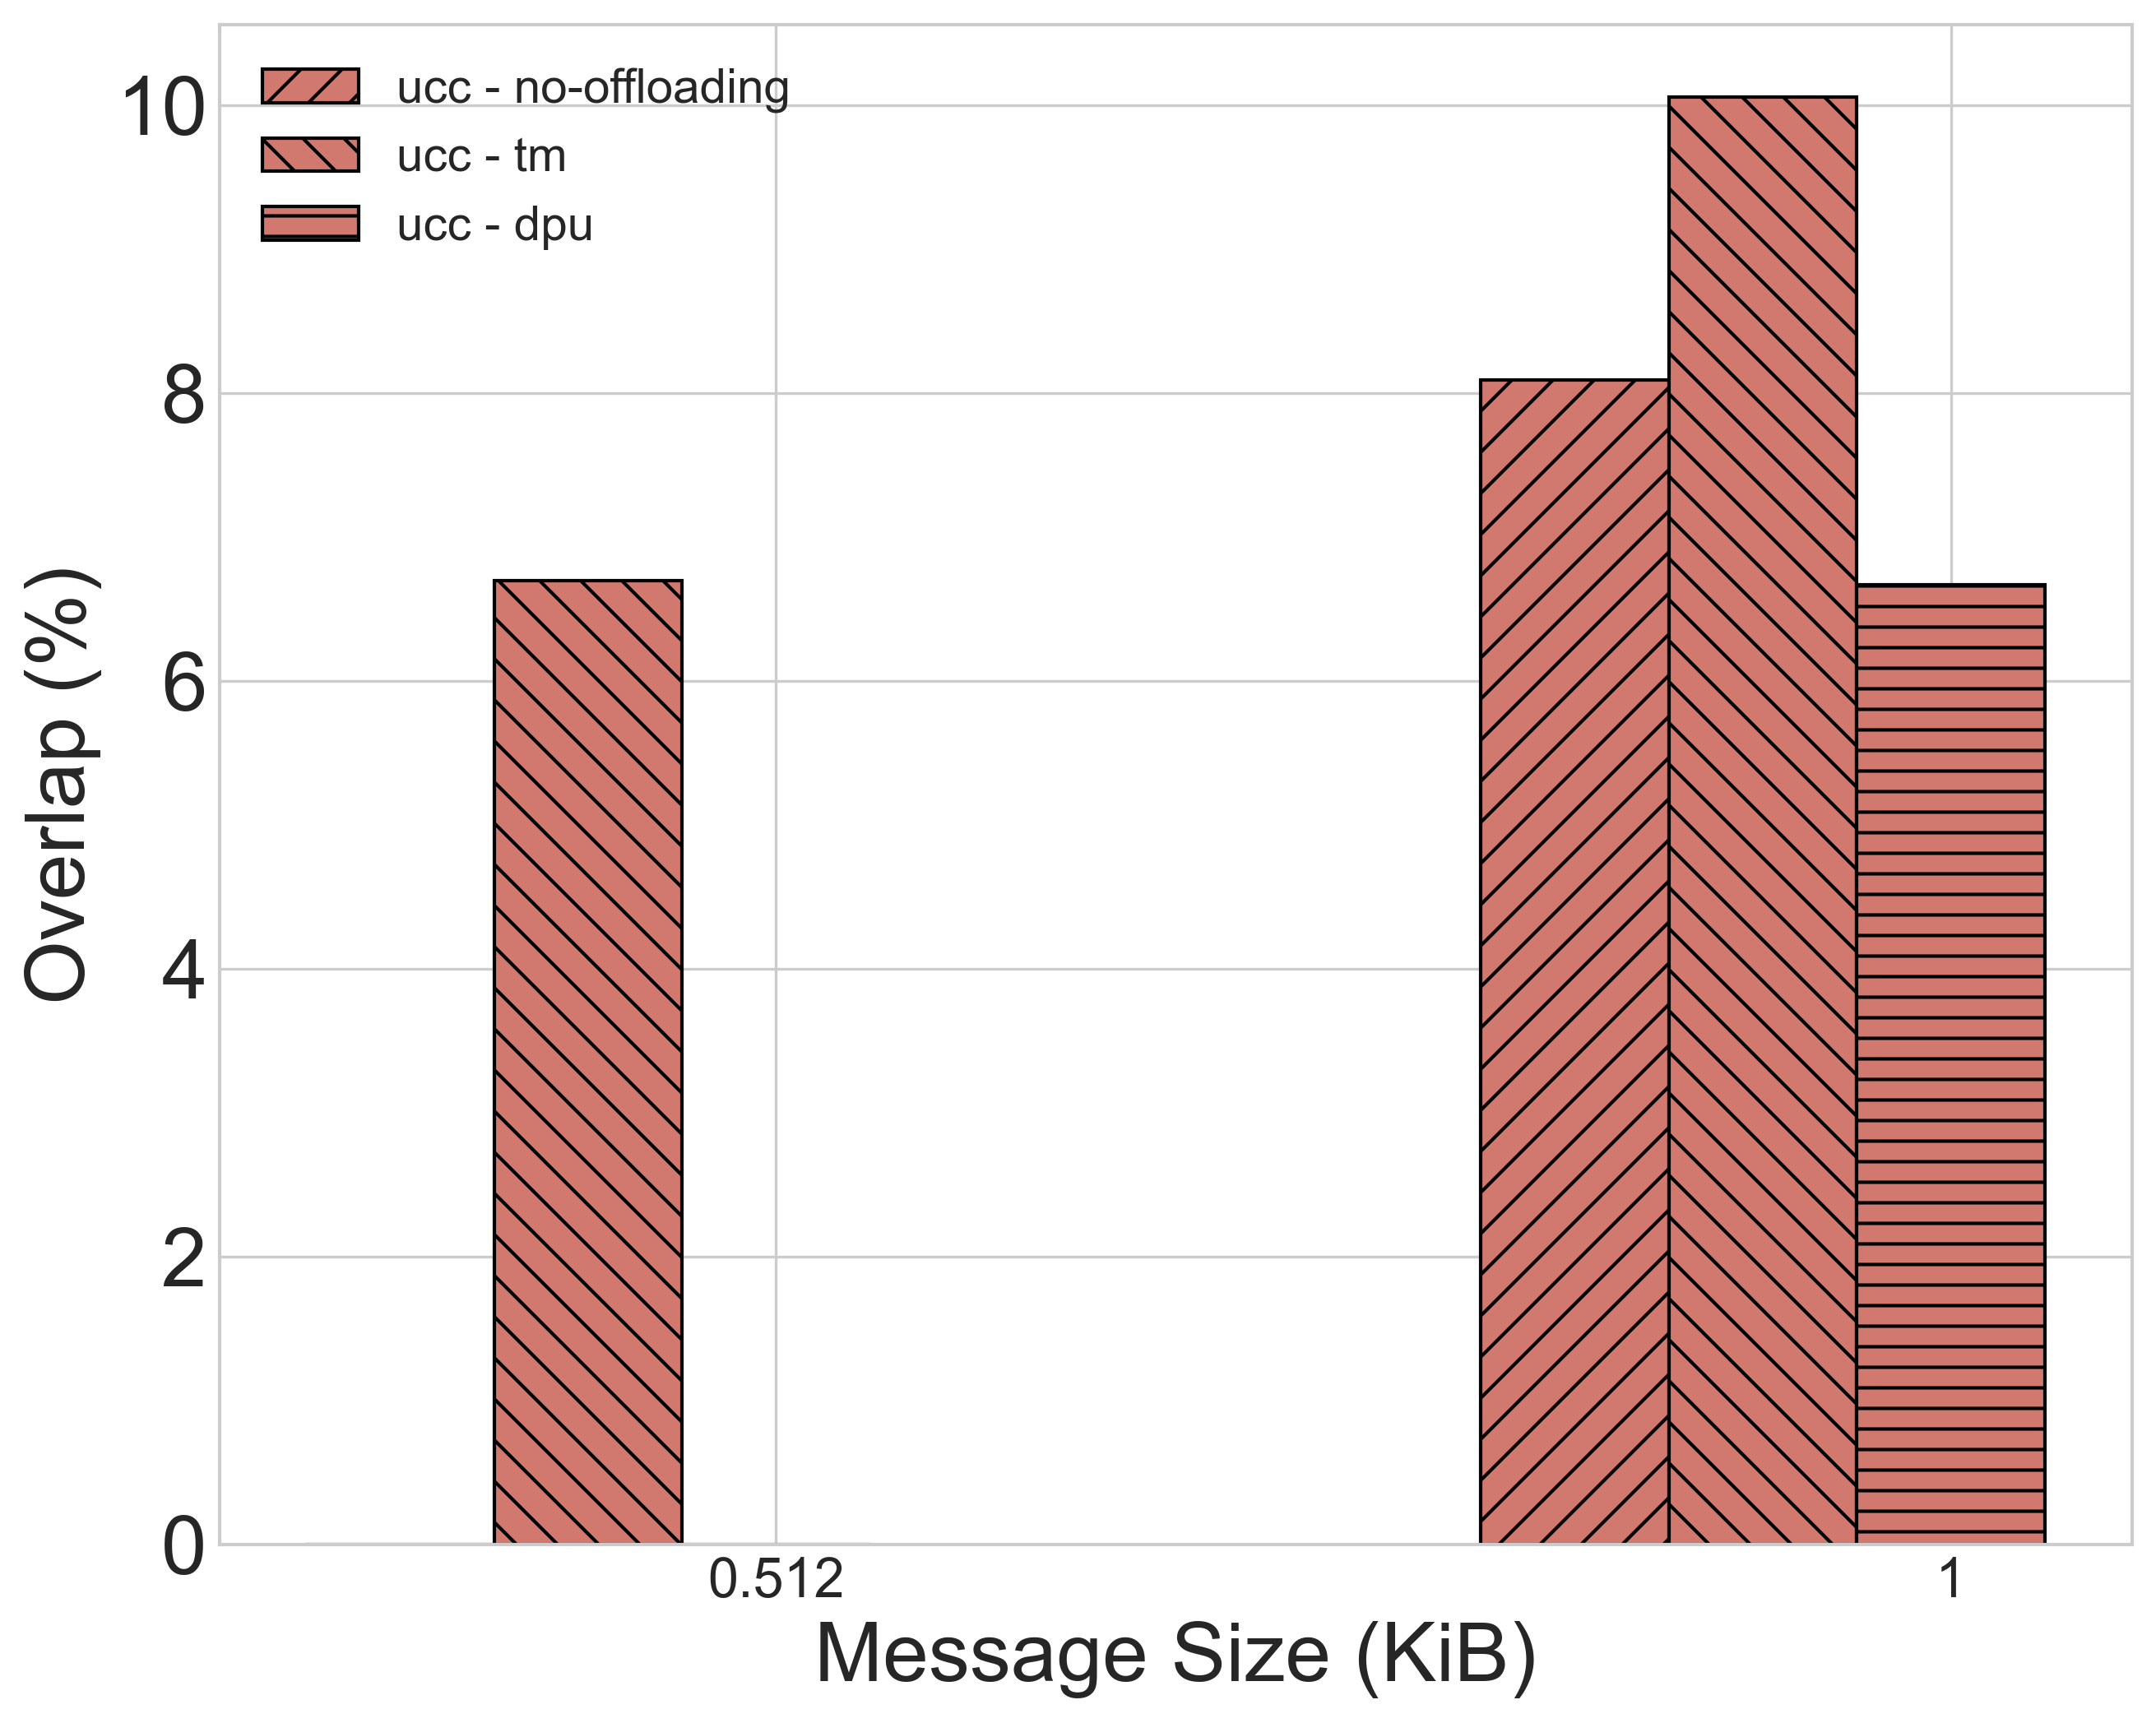 ucc - no-offloading
ucc - tm
ucc - dpu
10
8
6
4
2
0
Overlap (%)
0.512
1
Message Size (KiB)